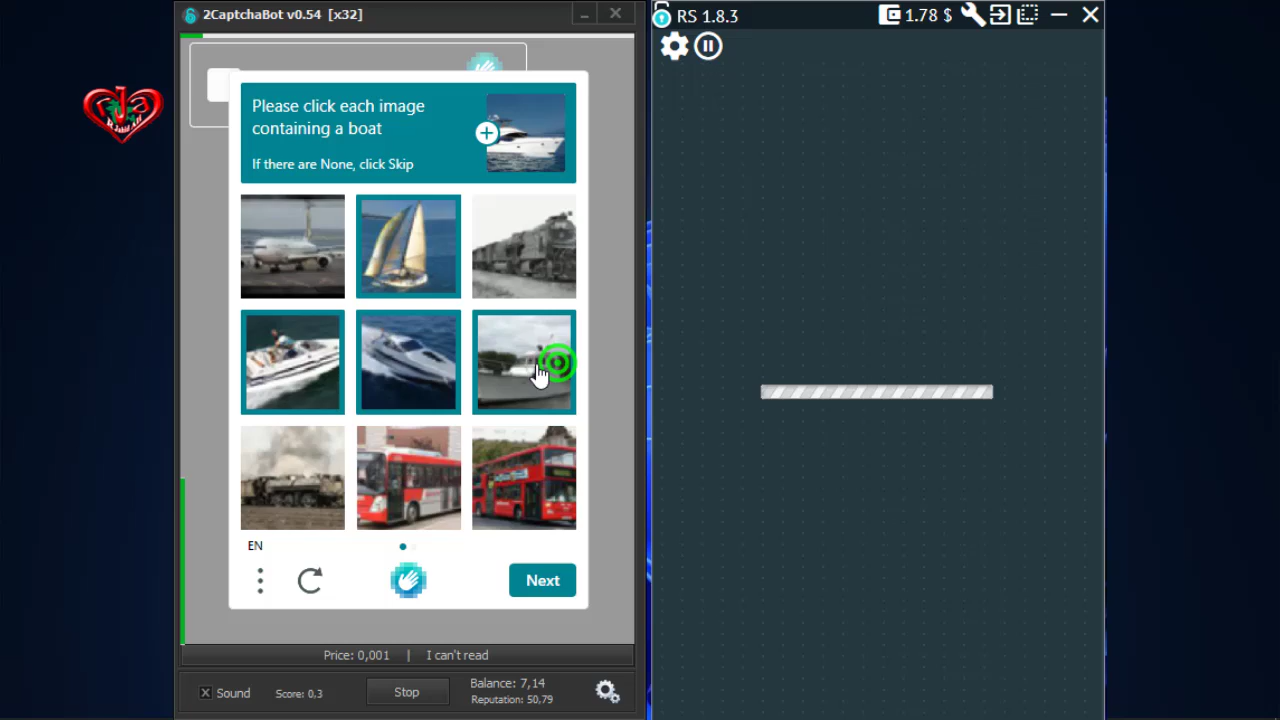 2CaptchaBot v0.54 [x32]
Please click each image
containing a boat
If there are None, click Skip
EN
Next
Price: 0,001 | I can't read
Sound
Score: 0,3
Stop
Balance: 7,14
Reputation: 50,79
RS 1.8.3
1.78 $